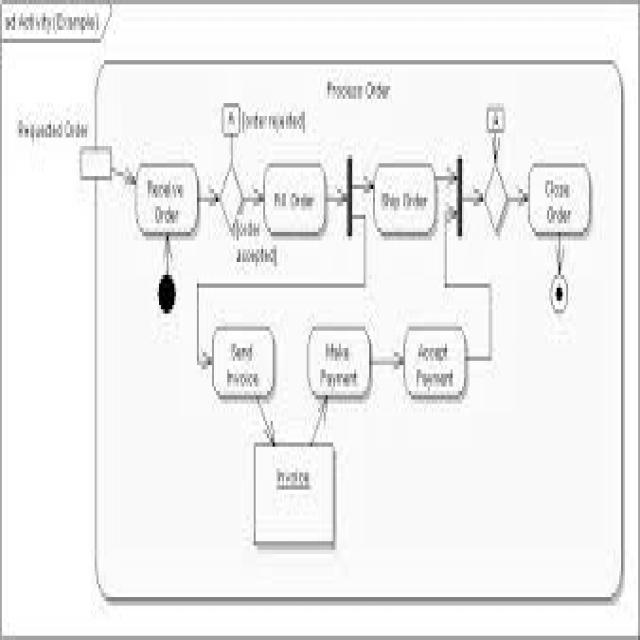 ad Activity (Example)
Process Order
Requested Order
A
[order rejected]
A
Receive
Order
Fill Order
Ship Order
Close
Order
[order
accepted]
Send
Invoice
Make
Payment
Accept
Payment
Invoice